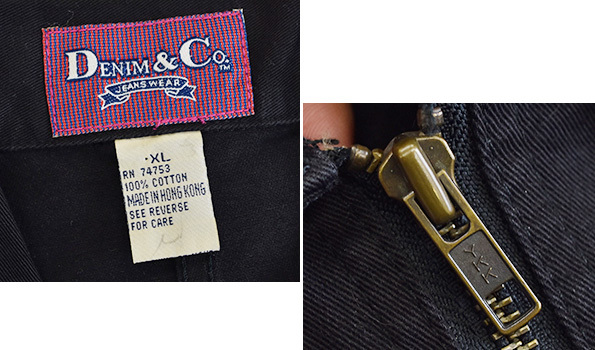 DENIM & CO.™
JEANSWEAR
·XL
RN 74753
100% COTTON
MADE IN HONG KONG
SEE REVERSE
FOR CARE
YKK